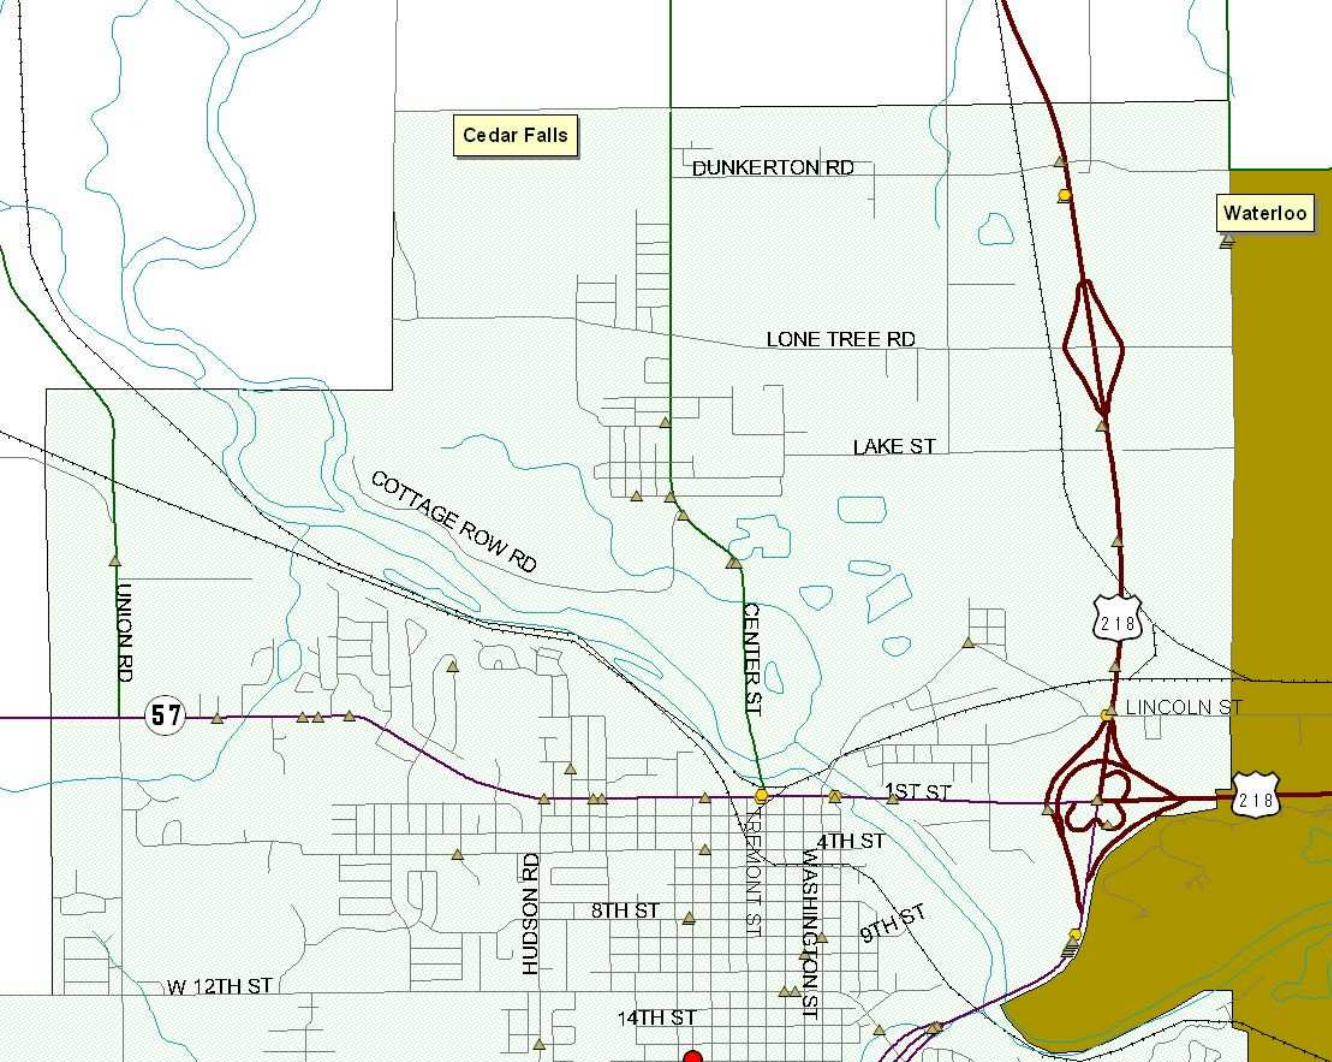 Cedar Falls
DUNKERTON RD
Waterloo
LONE TREE RD
LAKE ST
COTTAGE ROW RD
UNION RD
CENTER ST
218
57
LINCOLN ST
1ST ST
218
TREMONT ST
4TH ST
WASHINGTON ST
HUDSON RD
8TH ST
9TH ST
W 12TH ST
14TH ST